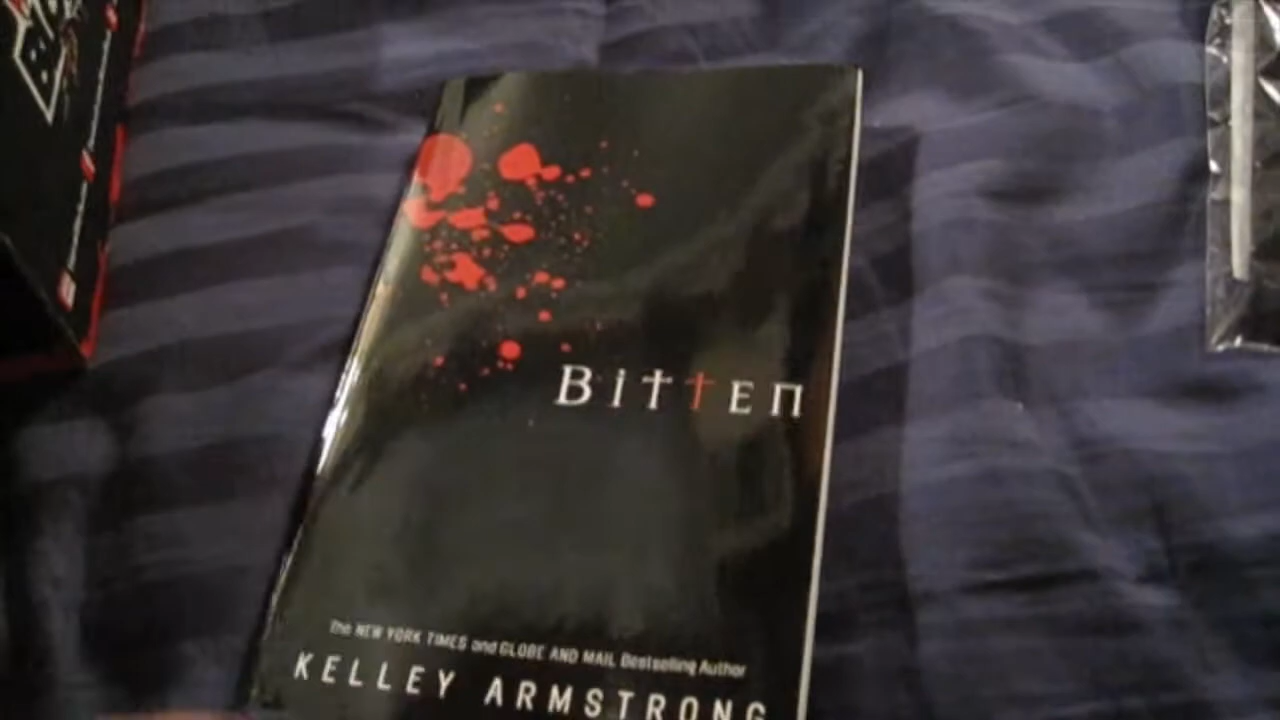 BitTEn
The NEW YORK TIMES and GLOBE AND MAIL Bestselling Author
KELLEY ARMSTRONG